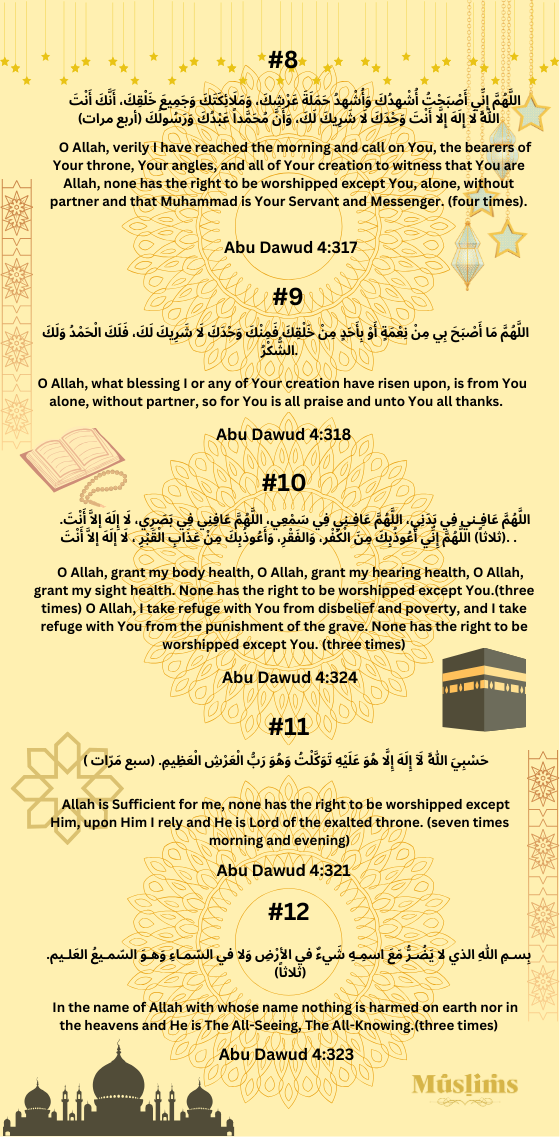 #8
اللَّهُمَّ إِنِّي أَصْبَحْتُ أُشْهِدُكَ وَأُشْهِدُ حَمَلَةَ عَرْشِكَ، وَمَلَائِكَتَكَ وَجَمِيعَ خَلْقِكَ، أَنَّكَ أَنْتَ
اللَّهُ لَا إِلَهَ إِلَّا أَنْتَ وَحْدَكَ لَا شَرِيكَ لَكَ، وَأَنَّ مُحَمَّداً عَبْدُكَ وَرَسُولُكَ (أربع مرات)
O Allah, verily I have reached the morning and call on You, the bearers of
Your throne, Your angles, and all of Your creation to witness that You are
Allah, none has the right to be worshipped except You, alone, without
partner and that Muhammad is Your Servant and Messenger. (four times).
Abu Dawud 4:317
#9
اللَّهُمَّ مَا أَصْبَحَ بِي مِنْ نِعْمَةٍ أَوْ بِأَحَدٍ مِنْ خَلْقِكَ فَمِنْكَ وَحْدَكَ لَا شَرِيكَ لَكَ، فَلَكَ الْحَمْدُ وَلَكَ
الشُّكْرُ.
O Allah, what blessing I or any of Your creation have risen upon, is from You
alone, without partner, so for You is all praise and unto You all thanks.
Abu Dawud 4:318
#10
اللَّهُمَّ عَافِـنِي فِي بَدَنِي، اللَّهُمَّ عَافِـنِي فِي سَمْعِي، اللَّهُمَّ عَافِنِي فِي بَصَرِي، لَا إِلَهَ إلاَّ أَنْتَ.
. .(ثلاثا) اللَّهُمَّ إِنِّي أَعُوذُبِكَ مِنَ الْكُفْر، وَالفَقْرِ، وَأَعُوذُبِكَ مِنْ عَذَابِ القَبْرِ ، لَا إلَهَ إلاَّ أَنْتَ
O Allah, grant my body health, O Allah, grant my hearing health, O Allah,
grant my sight health. None has the right to be worshipped except You.(three
times) O Allah, I take refuge with You from disbelief and poverty, and I take
refuge with You from the punishment of the grave. None has the right to be
worshipped except You. (three times)
Abu Dawud 4:324
#11
حَسْبِيَ اللهُ لَآ إِلَهَ إِلَّا هُوَ عَلَيْهِ تَوَكَّلْتُ وَهُوَ رَبُّ الْعَرْشِ الْعَظِيمِ. (سبع مَرّات )
Allah is Sufficient for me, none has the right to be worshipped except
Him, upon Him I rely and He is Lord of the exalted throne. (seven times
morning and evening)
Abu Dawud 4:321
#12
بِسـمِ اللهِ الذي لا يَضُـرُّ مَعَ اسمِـهِ شَيءٌ في الأرْضِ وَلا في السّمـاءِ وَهـوَ السّمـيعُ العَلـيم.
(ثلاثاً)
In the name of Allah with whose name nothing is harmed on earth nor in
the heavens and He is The All-Seeing, The All-Knowing.(three times)
Abu Dawud 4:323
Muslims